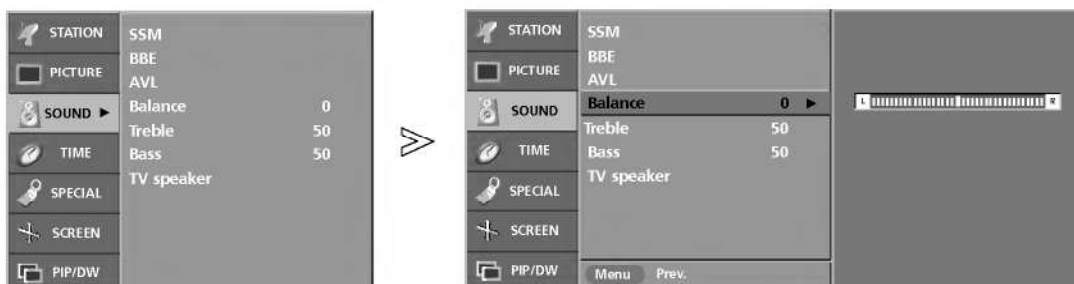 STATION
PICTURE
SOUND ►
TIME
SPECIAL
SCREEN
PIP/DW
SSM
BBE
AVL
Balance 0
Treble 50
Bass 50
TV speaker
STATION
PICTURE
SOUND
TIME
SPECIAL
SCREEN
PIP/DW
SSM
BBE
AVL
Balance 0 ►
Treble 50
Bass 50
TV speaker
Menu Prev.
L R